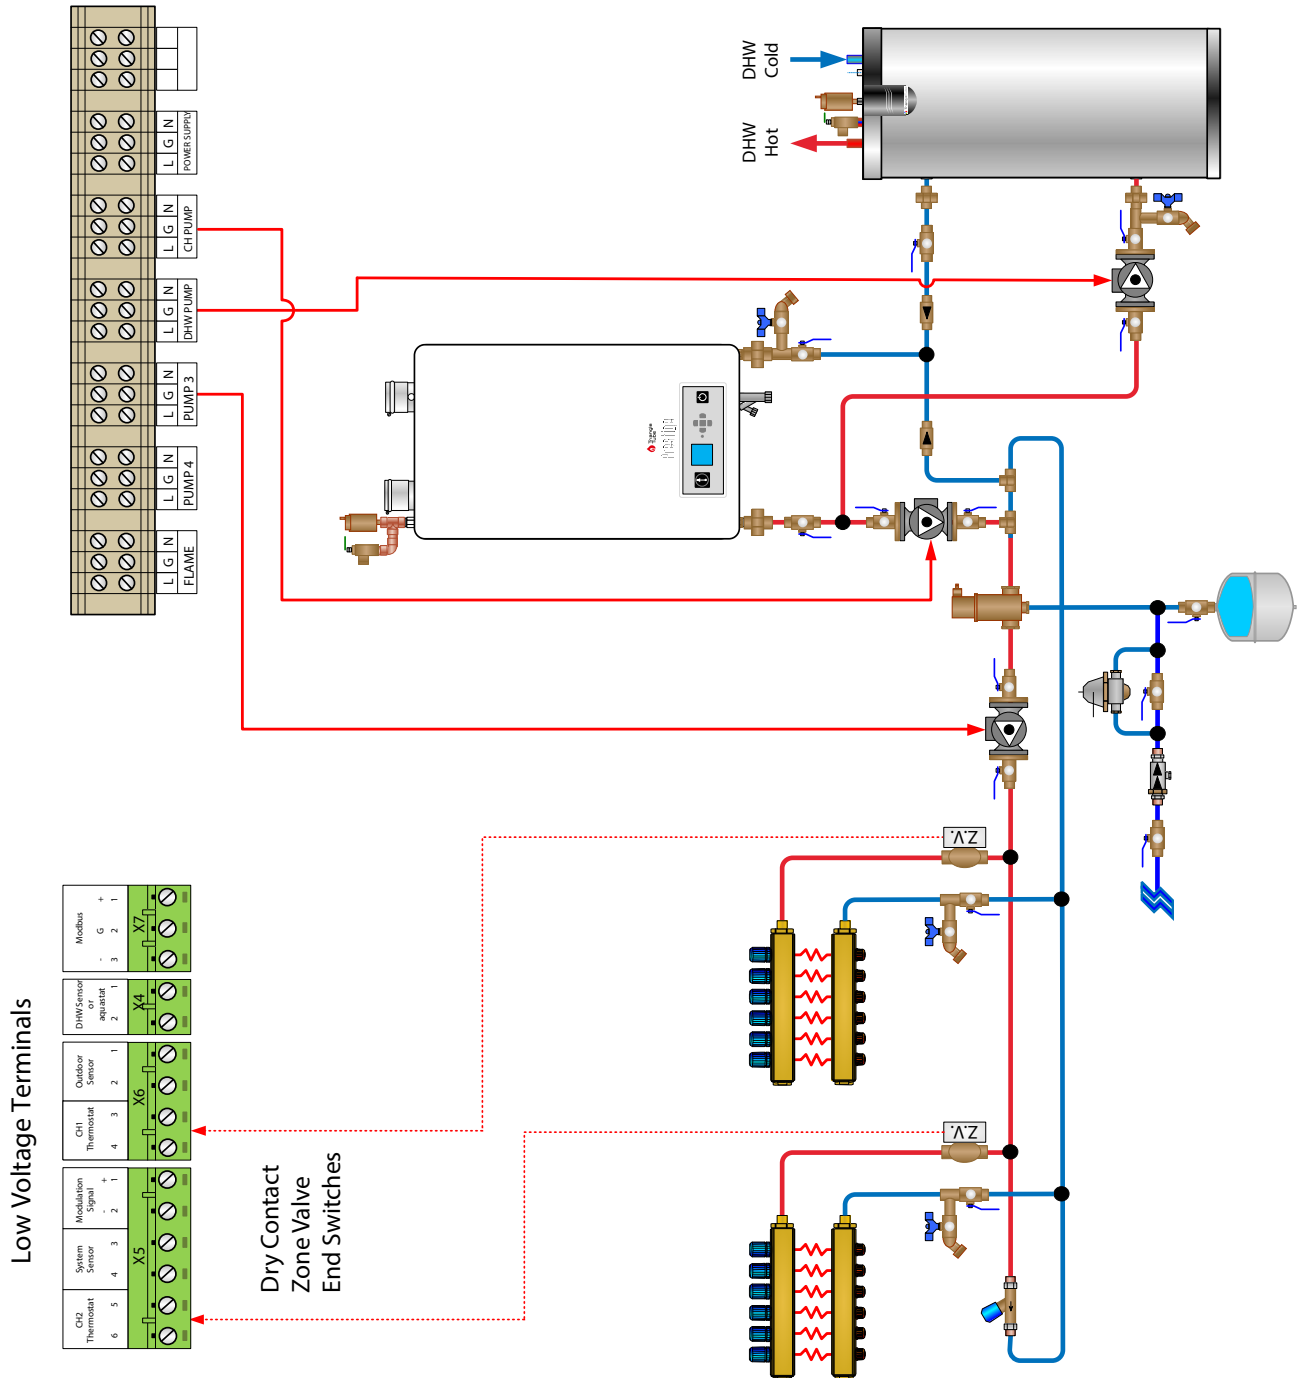 DHW
Cold
DHW
Hot
L G N
POWER SUPPLY
L G N
CH PUMP
L G N
DHW PUMP
L G N
PUMP 3
L G N
PUMP 4
L G N
FLAME
Triangle
Tube
Prestige
Z.V.
Z.V.
Low Voltage Terminals
Modbus
- G +
3 2 1
X7
DHW Sensor
or
aquastat
2 1
X4
Outdoor
Sensor
2 1
CH1
Thermostat
4 3
X6
Modulation
Signal
- +
2 1
System
Sensor
4 3
CH2
Thermostat
6 5
X5
Dry Contact
Zone Valve
End Switches